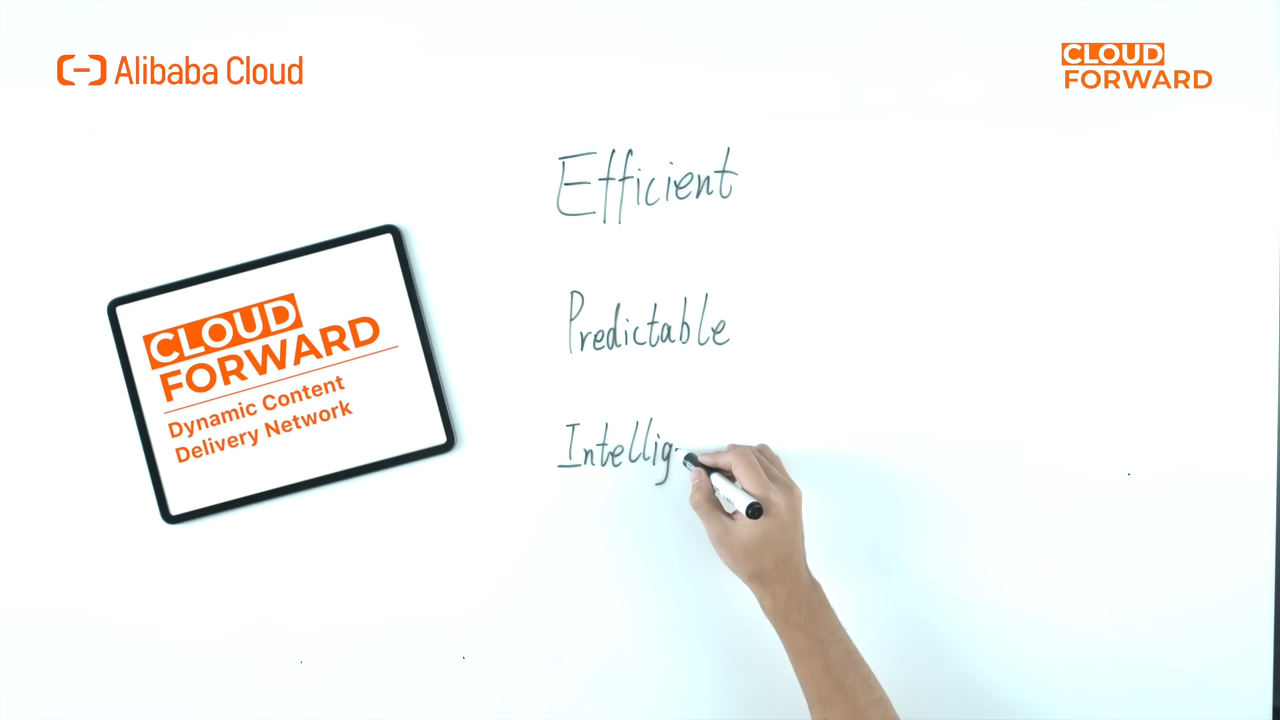 Alibaba Cloud
CLOUD
FORWARD
Efficient
Predictable
Intellig
CLOUD
FORWARD
Dynamic Content
Delivery Network